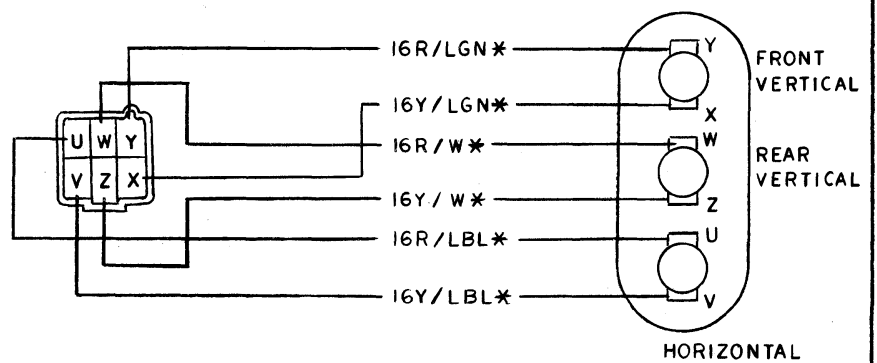 16R/LGN*
Y
FRONT
VERTICAL
16Y/LGN*
X
U W Y
16R/W*
W
REAR
VERTICAL
V Z X
16Y/W*
Z
16R/LBL*
U
16Y/LBL*
V
HORIZONTAL